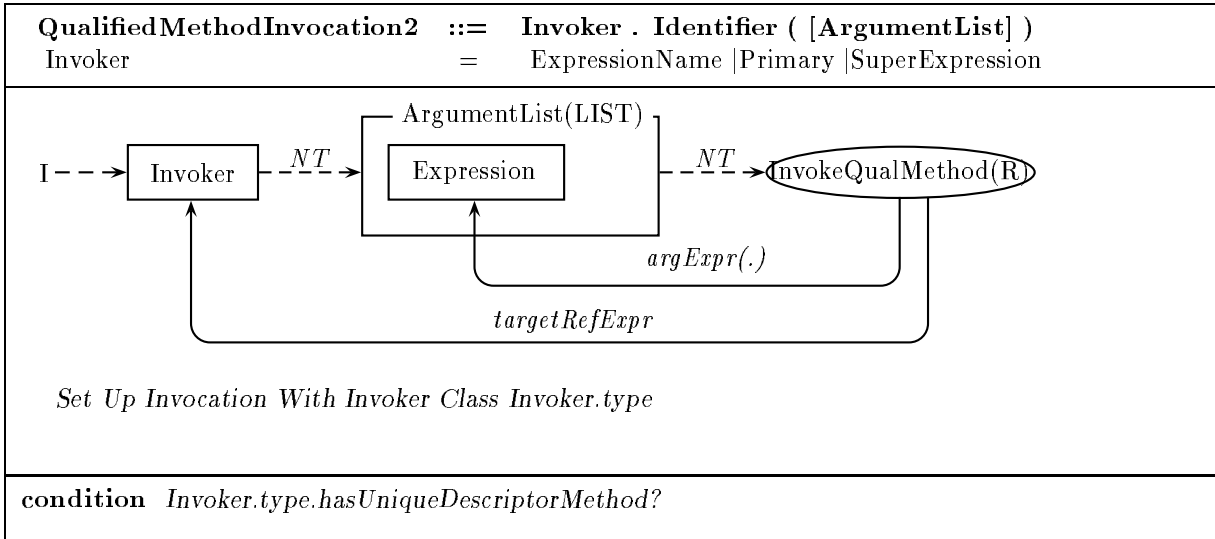 QualifiedMethodInvocation2 ::= Invoker . Identifier ( [ArgumentList] )
Invoker = ExpressionName |Primary |SuperExpression
ArgumentList(LIST)
I Invoker NT Expression NT InvokeQualMethod(R)
argExpr(.)
targetRefExpr
Set Up Invocation With Invoker Class Invoker.type
condition Invoker.type.hasUniqueDescriptorMethod?